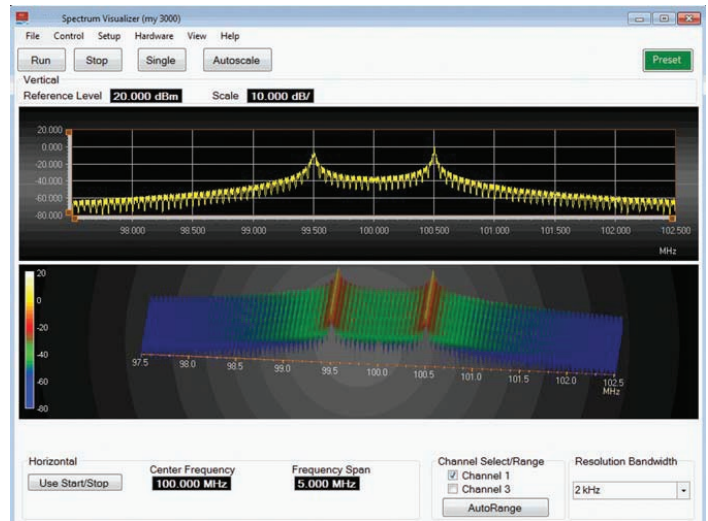 Spectrum Visualizer (my 3000)
File Control Setup Hardware View Help
Run Stop Single Autoscale Preset
Vertical
Reference Level 20.000 dBm Scale 10.000 dB/
20.000
0.000
-20.000
-40.000
-60.000
-80.000
98.000 98.500 99.000 99.500 100.000 100.500 101.000 101.500 102.000 102.500
MHz
20
0
-20
-40
-60
-80
97.5 98.0 98.5 99.0 99.5 100.0 100.5 101.0 101.5 102.0 102.5
MHz
Horizontal
Use Start/Stop
Center Frequency
100.000 MHz
Frequency Span
5.000 MHz
Channel Select/Range
Channel 1
Channel 3
AutoRange
Resolution Bandwidth
2 kHz